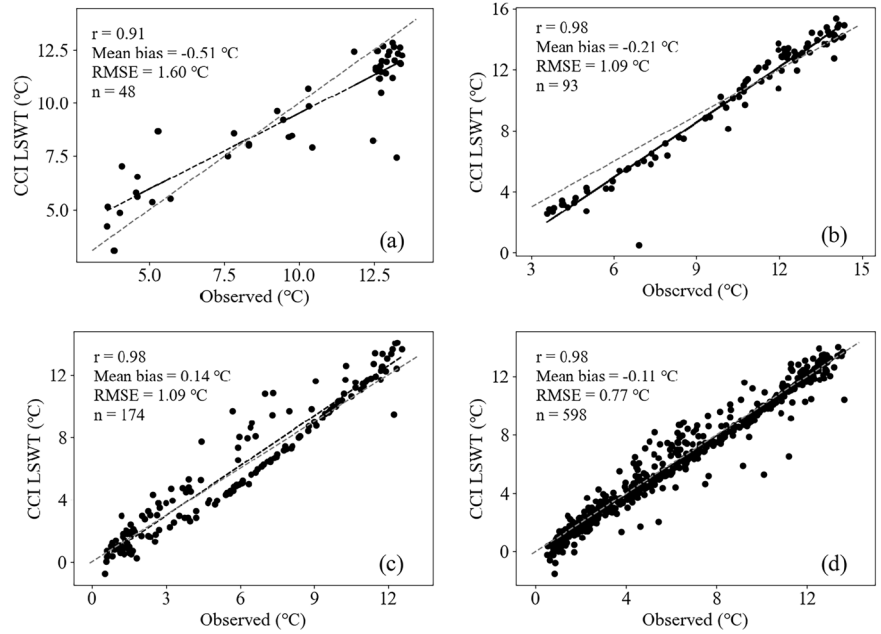 r = 0.91
Mean bias = -0.51 ℃
RMSE = 1.60 ℃
n = 48
12.5
10.0
7.5
5.0
CCI LSWT (℃)
(a)
5.0 7.5 10.0 12.5
Observed (℃)
r = 0.98
Mean bias = -0.21 ℃
RMSE = 1.09 ℃
n = 93
16
12
8
4
0
CCI LSWT (℃)
(b)
3 6 9 12 15
Observed (℃)
r = 0.98
Mean bias = 0.14 ℃
RMSE = 1.09 ℃
n = 174
12
8
4
0
CCI LSWT (℃)
(c)
0 3 6 9 12
Observed (℃)
r = 0.98
Mean bias = -0.11 ℃
RMSE = 0.77 ℃
n = 598
12
8
4
0
CCI LSWT (℃)
(d)
0 4 8 12
Observed (℃)